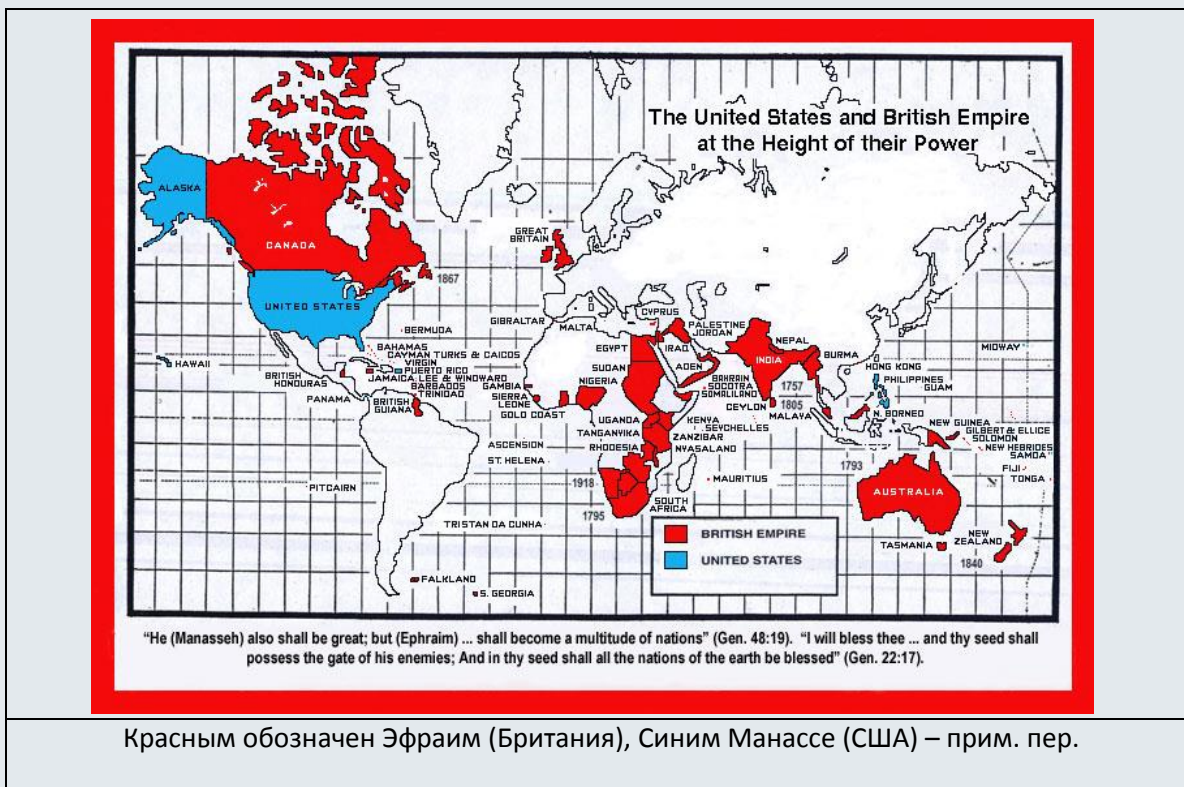 The United States and British Empire
at the Height of their Power
ALASKA
CANADA
GREAT
BRITAIN
1867
UNITED STATES
BERMUDA
GIBRALTAR
MALTA
CYPRUS
PALESTINE
JORDAN
BAHAMAS
CAYMAN TURKS & CAICOS
VIRGIN
PUERTO RICO
HAWAII
JAMAICA LEE & WINDWARD
BARBADOS
TRINIDAD
BRITISH
HONDURAS
PANAMA
BRITISH
GUIANA
EGYPT
IRAQ
ADEN
SUDAN
NIGERIA
GAMBIA
SIERRA
LEONE
GOLD COAST
NEPAL
INDIA
BURMA
HONG KONG
MIDWAY
PHILIPPINES
GUAM
BAHRAIN
SOCOTRA
SOMALILAND
1757
1805
CEYLON
MALAYA
N. BORNEO
UGANDA
KENYA
SEYCHELLES
TANGANYIKA
ZANZIBAR
RHODESIA
NYASALAND
NEW GUINEA
GILBERT & ELLICE
SOLOMON
NEW HEBRIDES
SAMOA
ASCENSION
ST. HELENA
1793
FIJI
TONGA
PITCAIRN
1918
MAURITIUS
AUSTRALIA
1795
SOUTH
AFRICA
TRISTAN DA CUNHA
BRITISH EMPIRE
UNITED STATES
TASMANIA
NEW
ZEALAND
1840
FALKLAND
S. GEORGIA
“He (Manasseh) also shall be great; but (Ephraim) ... shall become a multitude of nations” (Gen. 48:19). “I will bless thee ... and thy seed shall
possess the gate of his enemies; And in thy seed shall all the nations of the earth be blessed” (Gen. 22:17).
Красным обозначен Эфраим (Британия), Синим Манассе (США) – прим. пер.